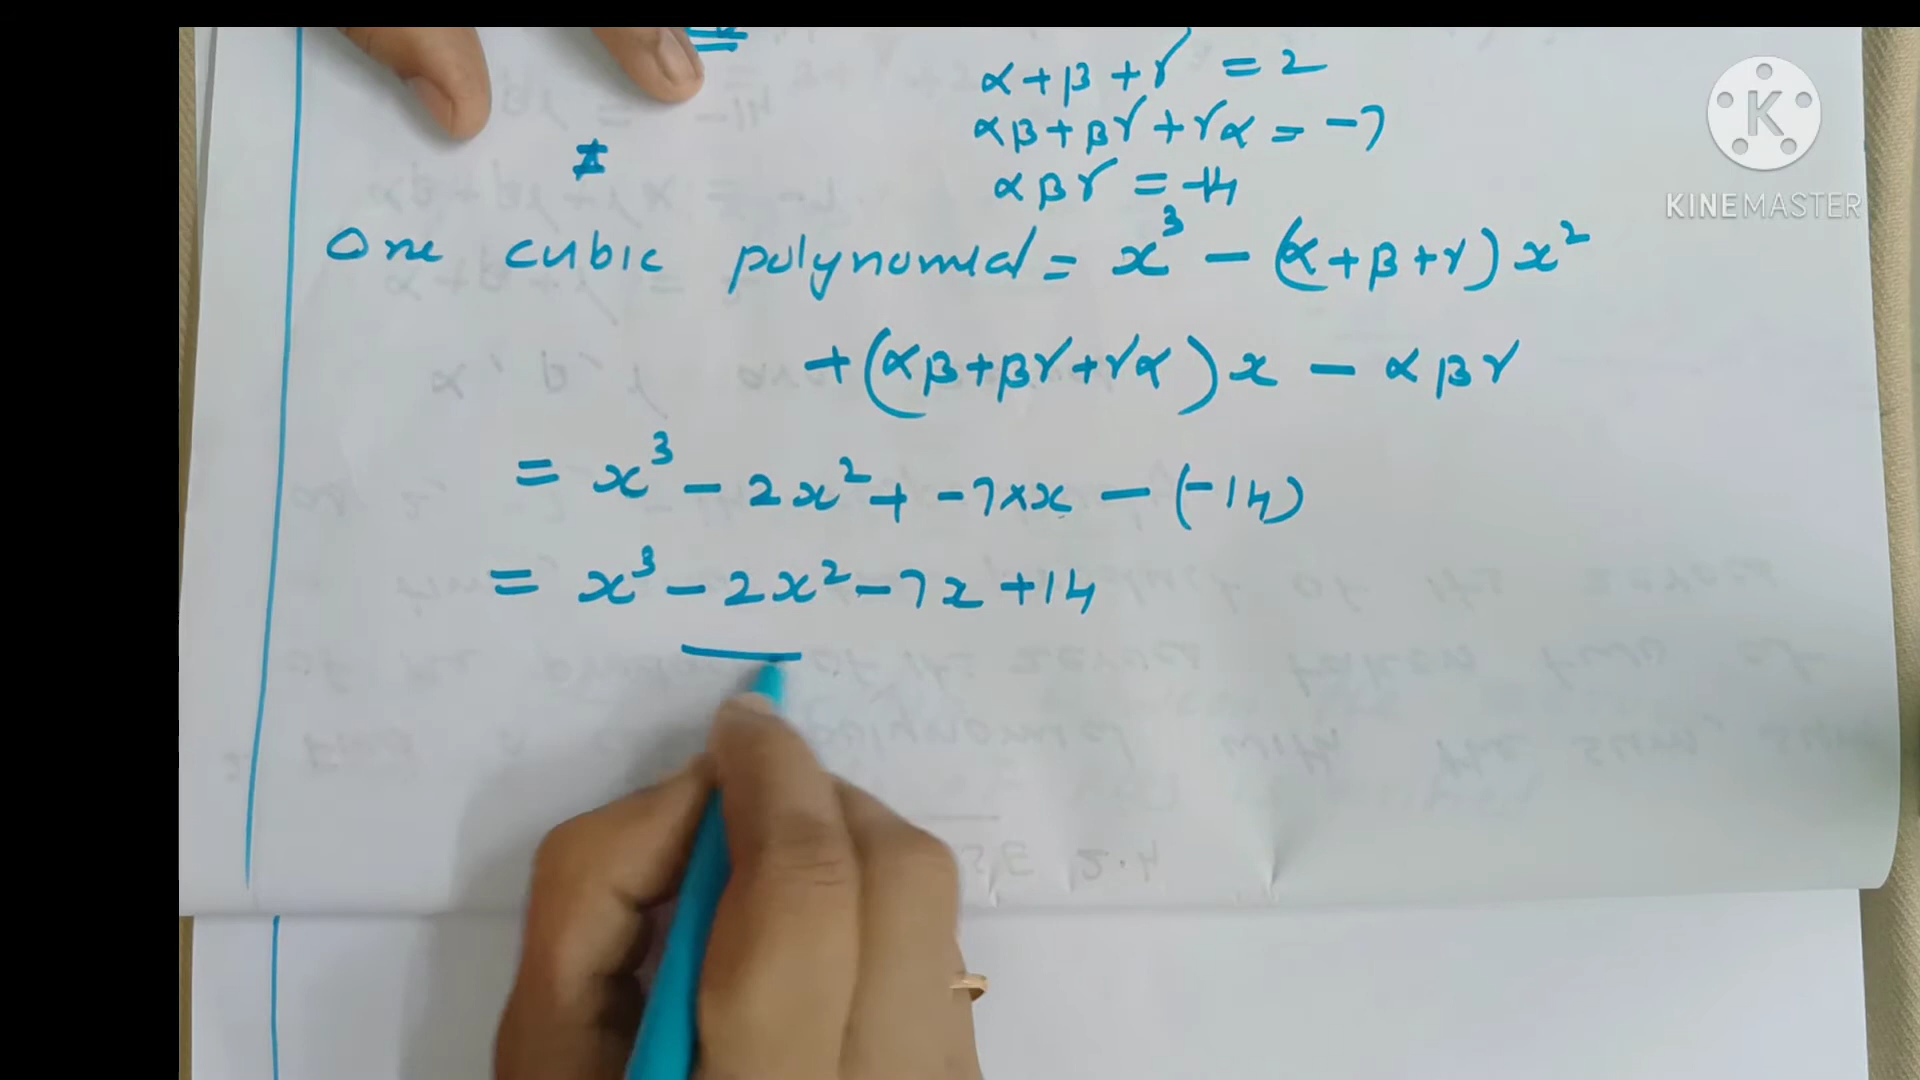 α+β+γ = 2
αβ+βγ+γα = -7
αβγ = -14
One cubic polynomial = x³ - (α+β+γ)x²
+(αβ+βγ+γα)x - αβγ
= x³ - 2x² + -7×x - (-14)
= x³ - 2x² - 7x + 14
K
KINEMASTER